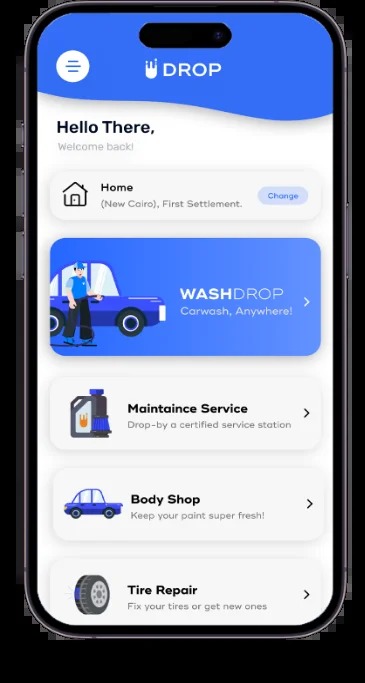 DROP
Hello There,
Welcome back!
Home
(New Cairo), First Settlement.
Change
WASHDROP
Carwash, Anywhere!
Maintaince Service
Drop-by a certified service station
Body Shop
Keep your paint super fresh!
Tire Repair
Fix your tires or get new ones